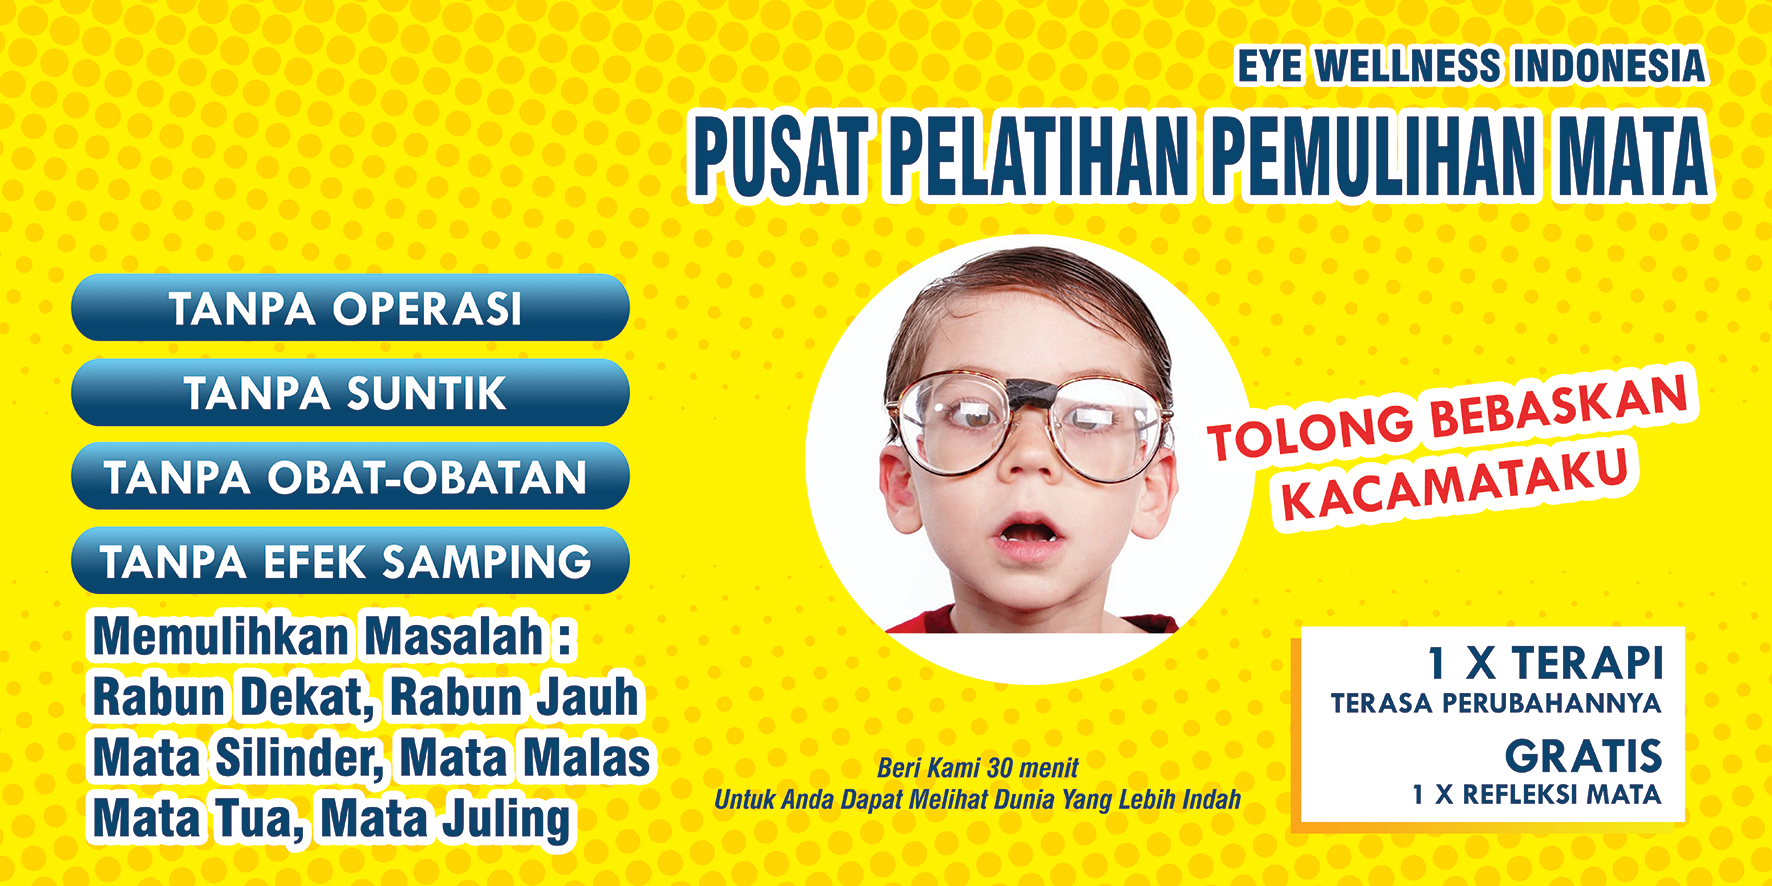 EYE WELLNESS INDONESIA
PUSAT PELATIHAN PEMULIHAN MATA
TANPA OPERASI
TANPA SUNTIK
TANPA OBAT-OBATAN
TANPA EFEK SAMPING
Memulihkan Masalah :
Rabun Dekat, Rabun Jauh
Mata Silinder, Mata Malas
Mata Tua, Mata Juling
TOLONG BEBASKAN
KACAMATAKU
Beri Kami 30 menit
Untuk Anda Dapat Melihat Dunia Yang Lebih Indah
1 X TERAPI
TERASA PERUBAHANNYA
GRATIS
1 X REFLEKSI MATA